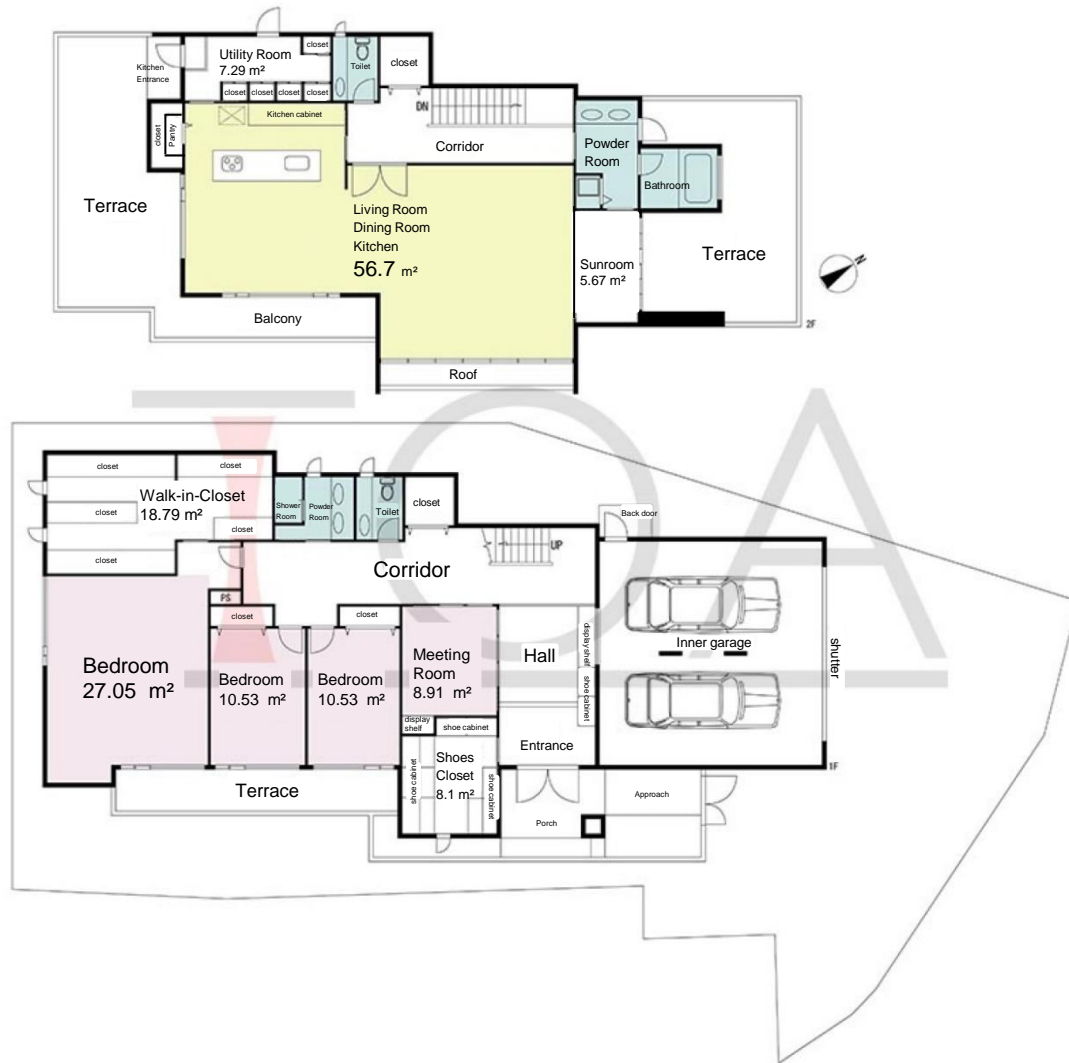 closet
Utility Room
7.29 m²
Toilet
closet
Kitchen
Entrance
closet
closet
closet
closet
Kitchen cabinet
closet
Pantry
DN
Corridor
Powder
Room
Bathroom
Terrace
Living Room
Dining Room
Kitchen
56.7 m²
Sunroom
5.67 m²
Terrace
N
Balcony
2F
Roof
TOA
closet
closet
Walk-in-Closet
18.79 m²
closet
closet
closet
Shower
Room
Powder
Room
Toilet
closet
Back door
UP
Corridor
PS
closet
closet
Bedroom
27.05 m²
Bedroom
10.53 m²
Bedroom
10.53 m²
Meeting
Room
8.91 m²
Hall
display shelf
shoe cabinet
Inner garage
shutter
display
shelf
shoe cabinet
Entrance
shoe cabinet
Shoes
Closet
8.1 m²
shoe cabinet
1F
Terrace
Porch
Approach